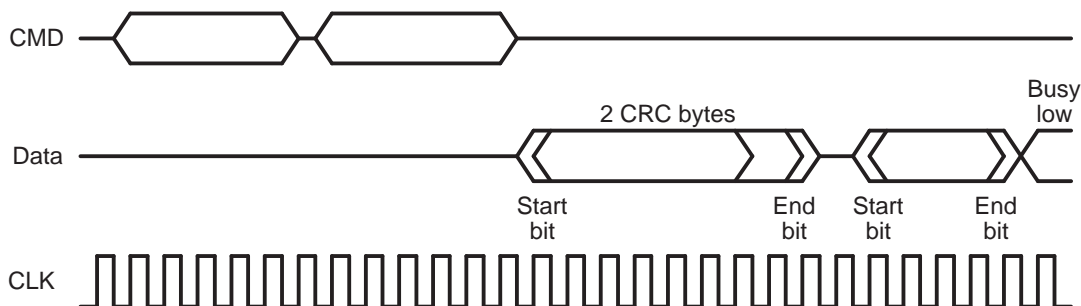 CMD
Busy
low
2 CRC bytes
Data
Start
bit
End
bit
Start
bit
End
bit
CLK